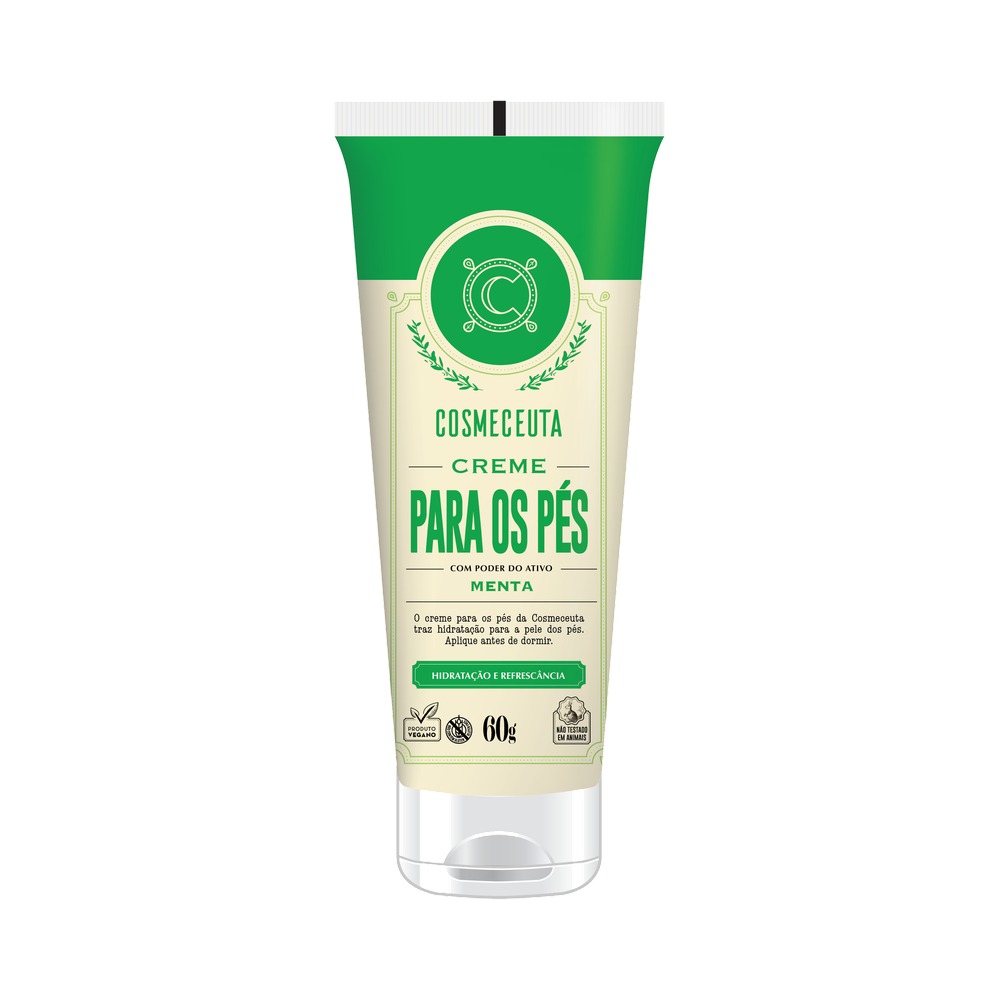 C
COSMECEUTA
CREME
PARA OS PÉS
COM PODER DO ATIVO
MENTA
O creme para os pés da Cosmeceuta
traz hidratação para a pele dos pés.
Aplique antes de dormir.
HIDRATAÇÃO E REFRESCÂNCIA
PRODUTO
VEGANO
60g
NÃO TESTADO
EM ANIMAIS